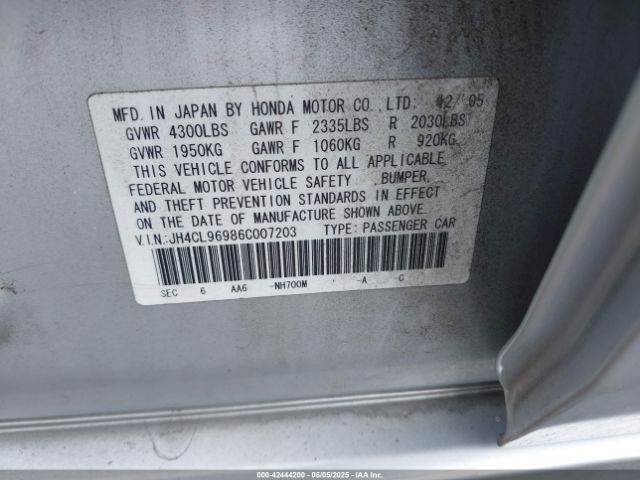 MFD. IN JAPAN BY HONDA MOTOR CO.,LTD: 12/'05
GVWR 4300LBS GAWR F 2335LBS R 2030LBS
GVWR 1950KG GAWR F 1060KG R 920KG
THIS VEHICLE CONFORMS TO ALL APPLICABLE
FEDERAL MOTOR VEHICLE SAFETY ,BUMPER,
AND THEFT PREVENTION STANDARDS IN EFFECT
ON THE DATE OF MANUFACTURE SHOWN ABOVE.
V.I.N.:JH4CL96986C007203 TYPE: PASSENGER CAR
SEC 6 AA6 -NH700M -A -C
000-42444200 - 06/05/2025 - IAA Inc.